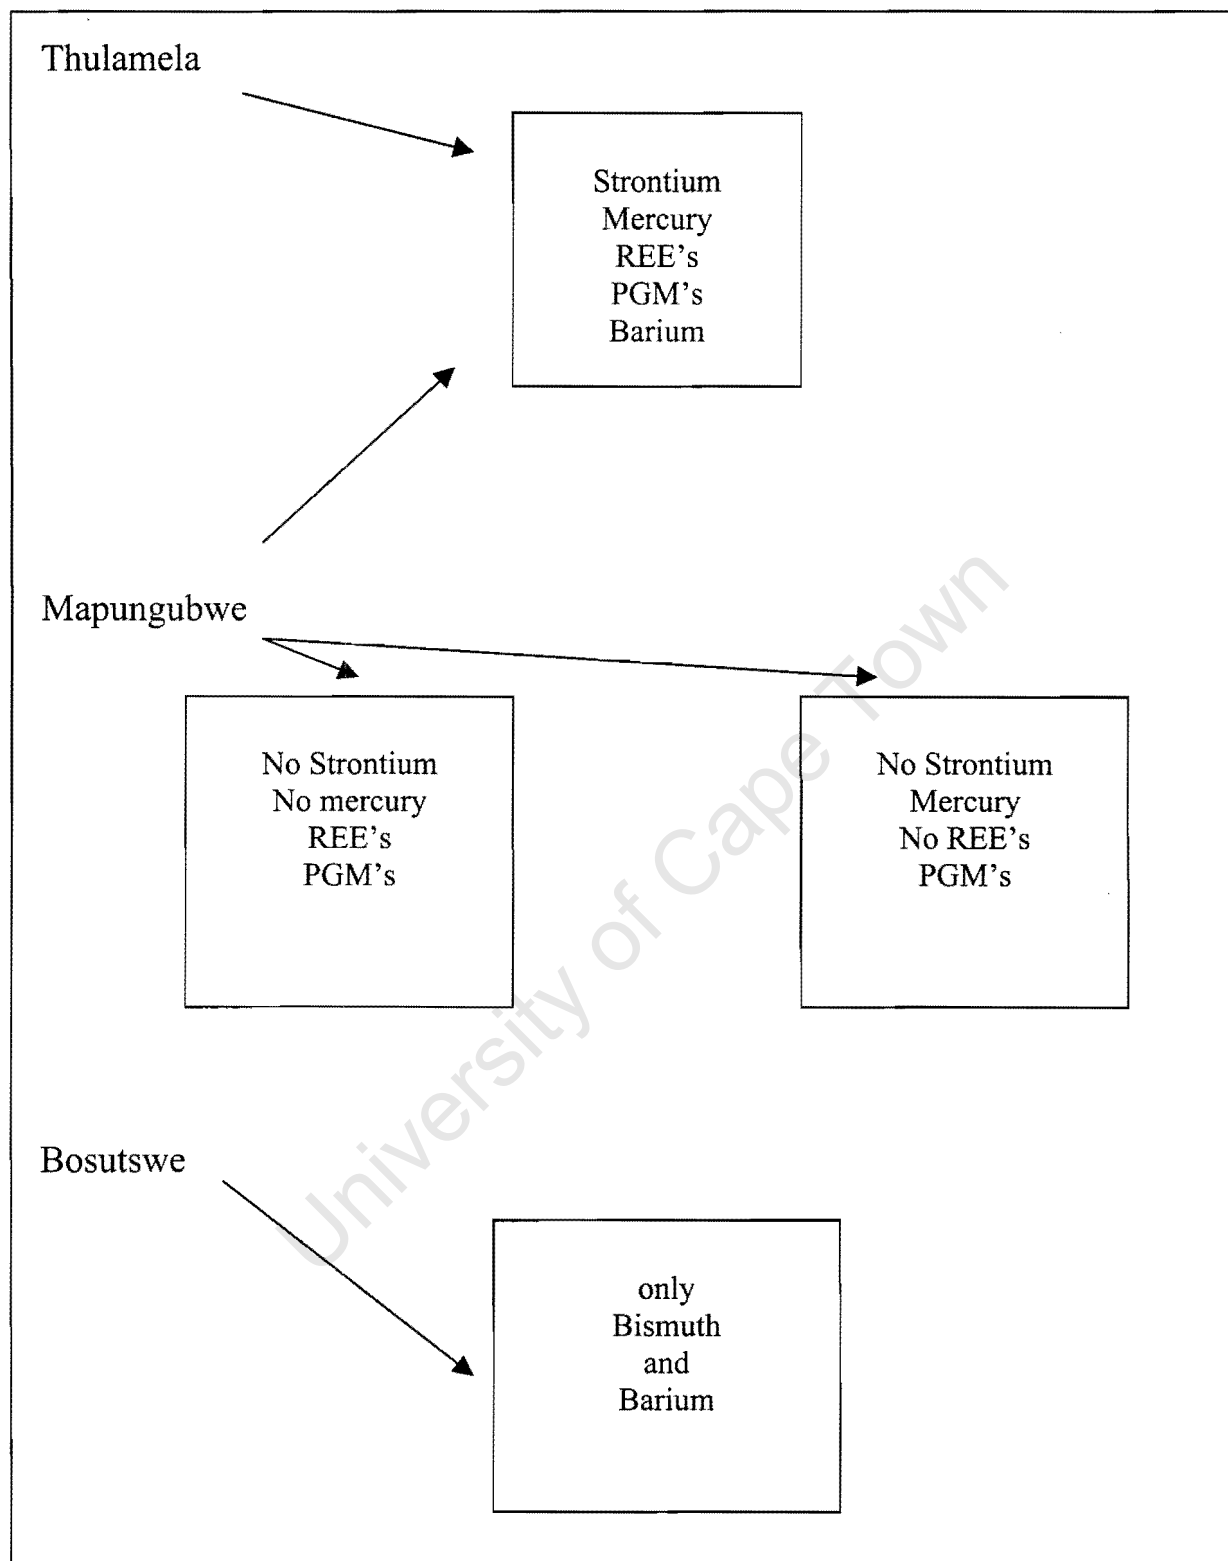 Thulamela
Strontium
Mercury
REE's
PGM's
Barium
Mapungubwe
No Strontium
No mercury
REE's
PGM's
No Strontium
Mercury
No REE's
PGM's
Bosutswe
only
Bismuth
and
Barium
University of Cape Town